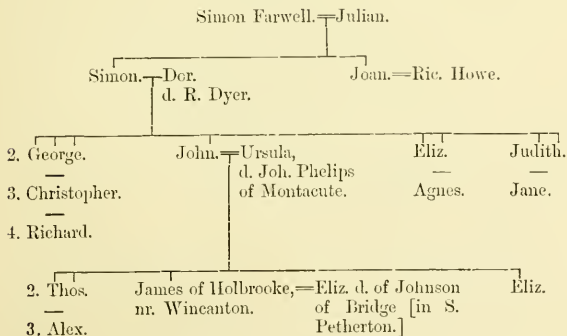 Simon Farwell.=Julian.
Simon.=Dor. d. R. Dyer.
Joan.=Ric. Howe.
2. George.
—
3. Christopher.
—
4. Richard.
John.=Ursula, d. Joh. Phelips of Montacute.
Eliz.
—
Agnes.
Judith.
—
Jane.
2. Thos.
—
3. Alex.
James of Holbrooke,=Eliz. d. of Johnson
nr. Wincanton.
of Bridge [in S.
Petherton.]
Eliz.